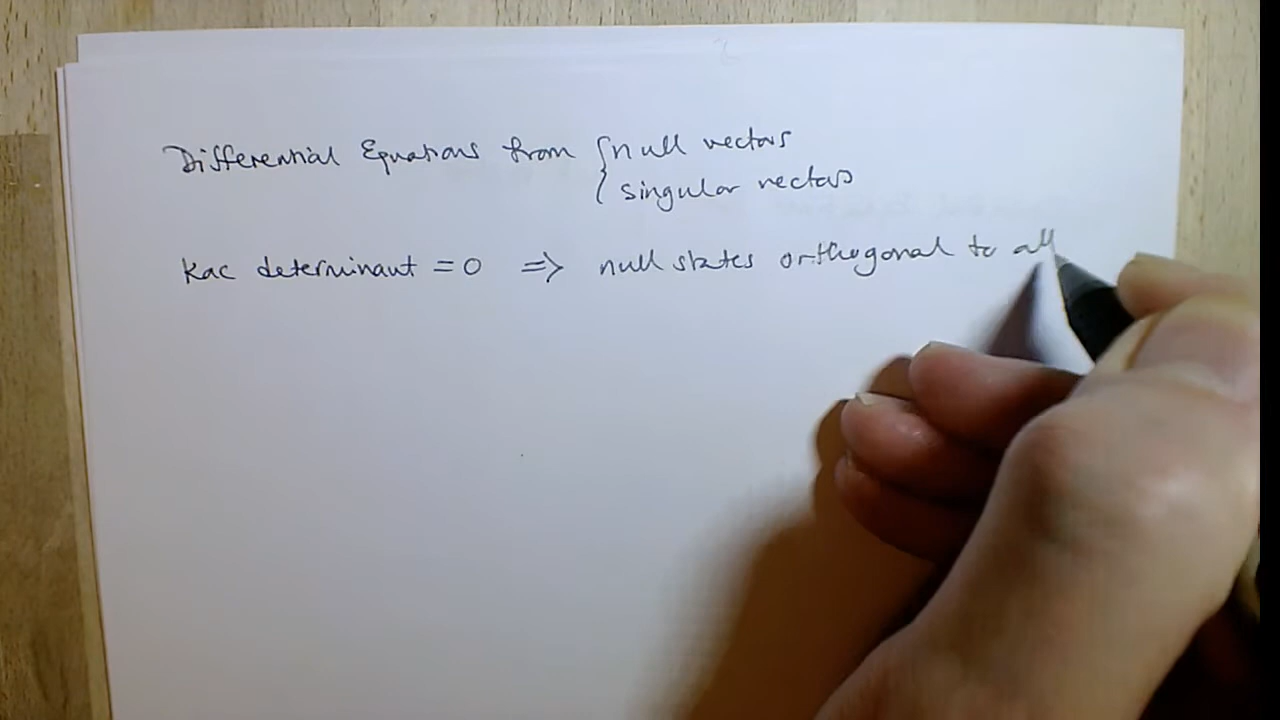 Differential Equations from { null vectors
singular vectors
Kac determinant = 0 ⇒ null states orthogonal to all